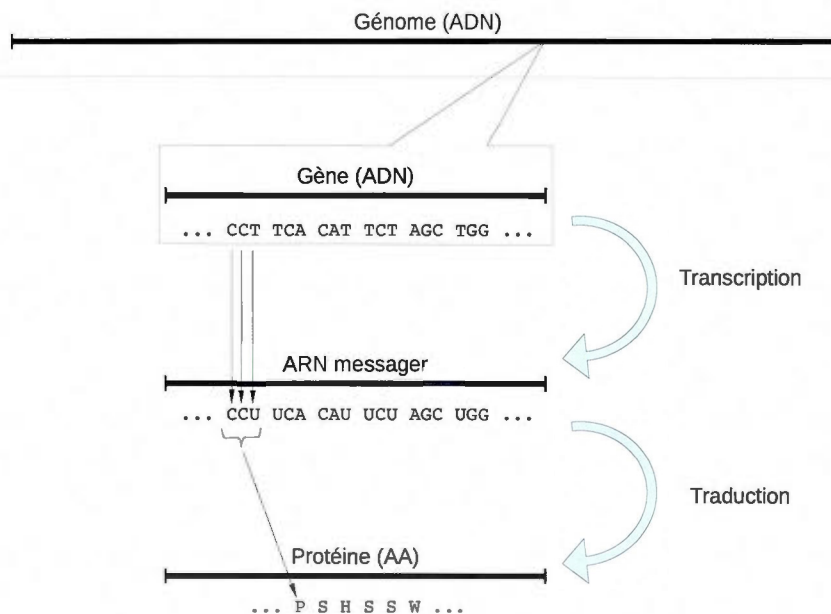 Génome (ADN)
Gène (ADN)
... CCT TCA CAT TCT AGC TGG ...
Transcription
ARN messager
... CCU UCA CAU UCU AGC UGG ...
Traduction
Protéine (AA)
... P S H S S W ...